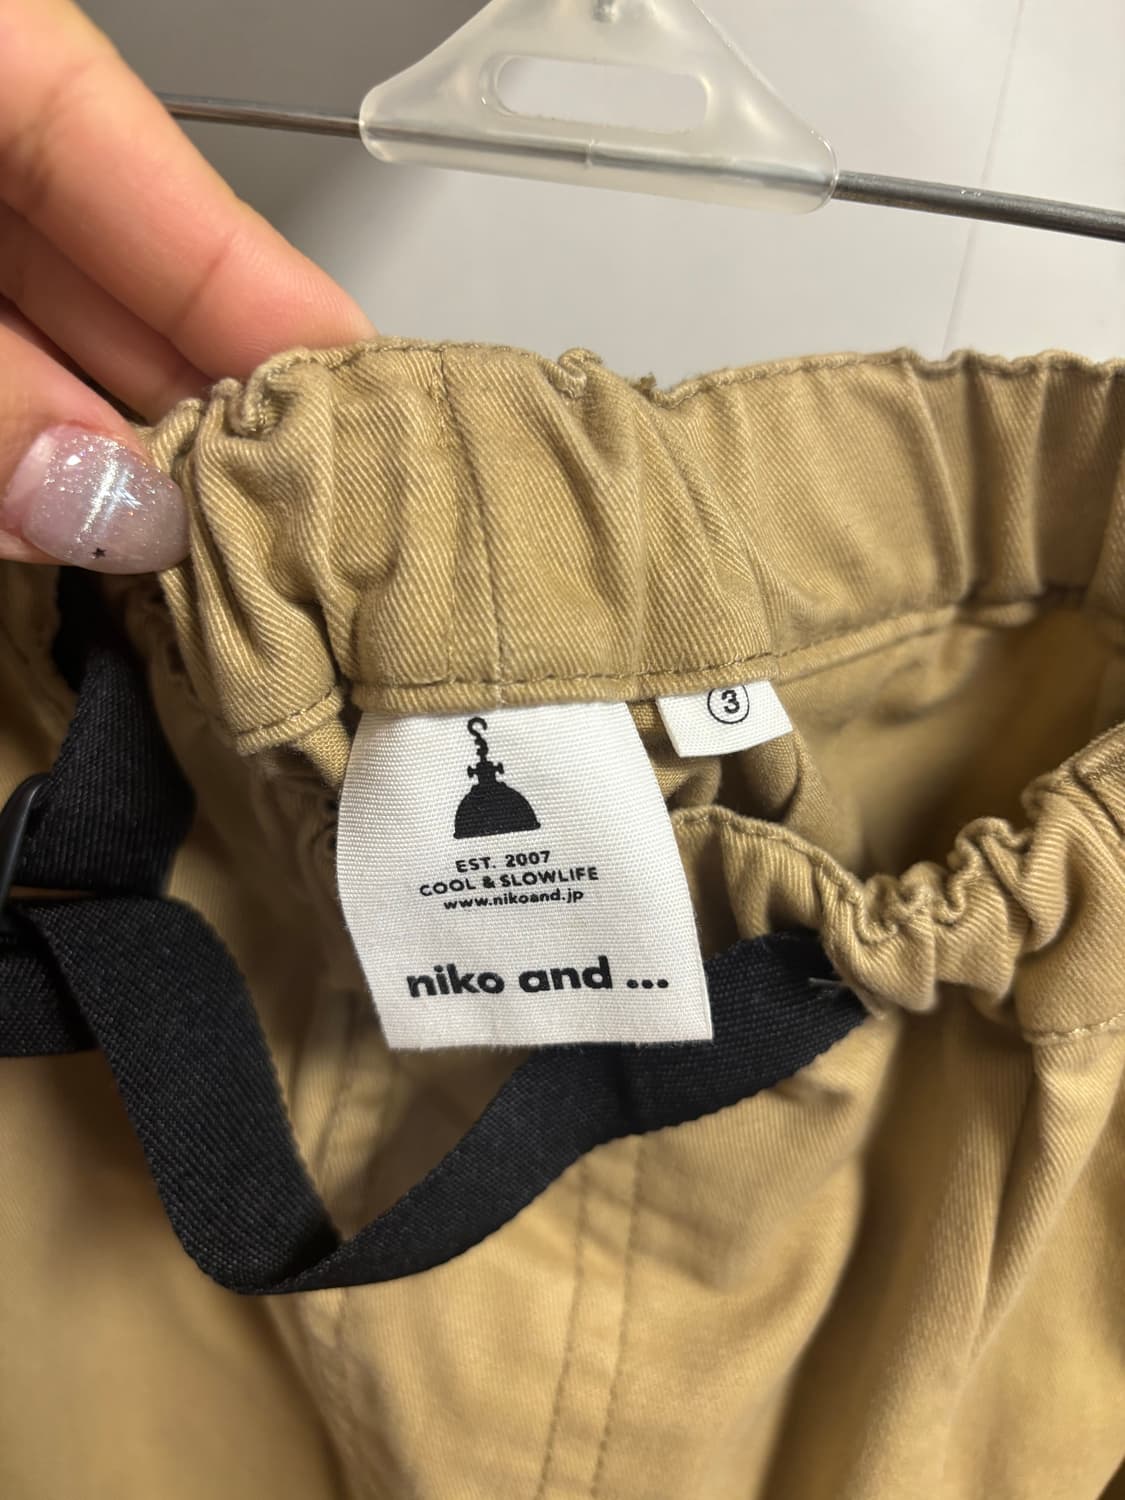 ③
EST. 2007
COOL & SLOWLIFE
www.nikoand.jp
niko and ...